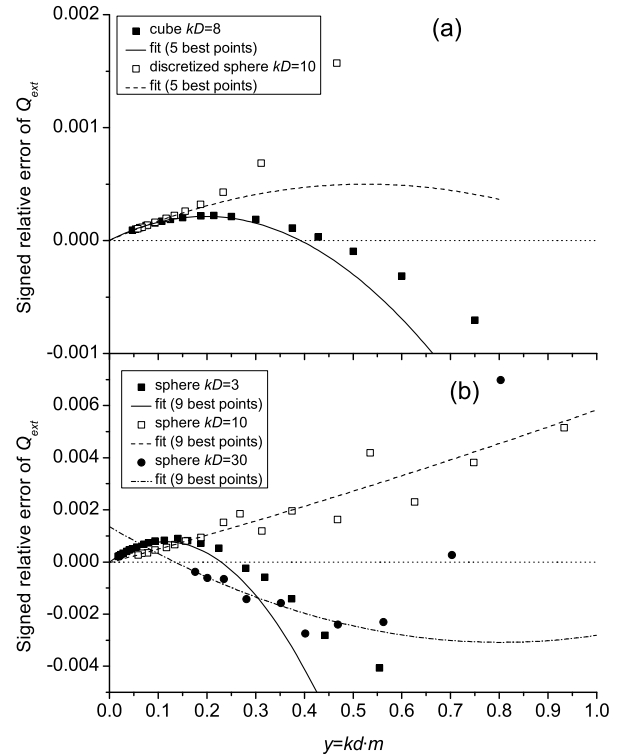 0.002
(a)
cube kD=8
fit (5 best points)
discretized sphere kD=10
fit (5 best points)
0.001
0.000
-0.001
Signed relative error of Qext
(b)
sphere kD=3
fit (9 best points)
sphere kD=10
fit (9 best points)
sphere kD=30
fit (9 best points)
0.006
0.004
0.002
0.000
-0.002
-0.004
Signed relative error of Qext
0.0 0.1 0.2 0.3 0.4 0.5 0.6 0.7 0.8 0.9 1.0
y=kd·m